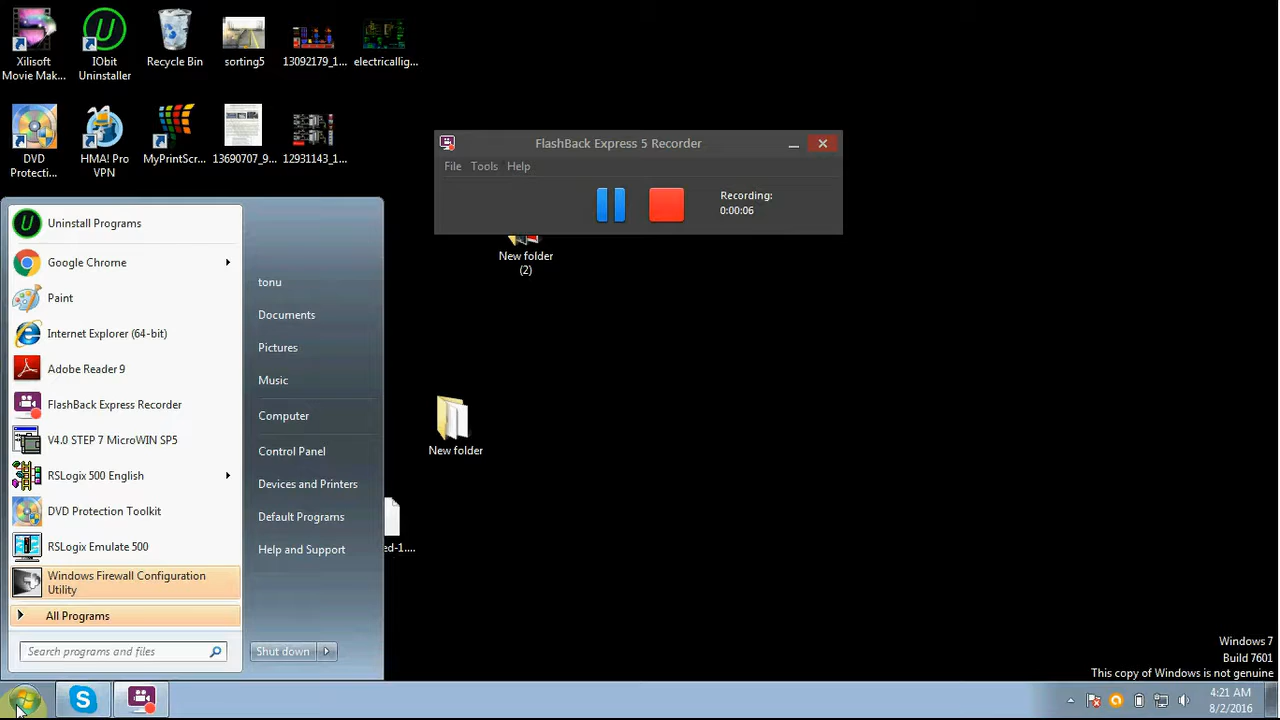 Xilisoft
Movie Mak...
IObit
Uninstaller
Recycle Bin
sorting5
13092179_1...
electricallig...
DVD
Protecti...
HMA! Pro
VPN
MyPrintScr...
13690707_9...
12931143_1...
FlashBack Express 5 Recorder
File
Tools
Help
Recording:
0:00:06
New folder
(2)
New folder
ed-1....
Uninstall Programs
Google Chrome
Paint
Internet Explorer (64-bit)
Adobe Reader 9
FlashBack Express Recorder
V4.0 STEP 7 MicroWIN SP5
RSLogix 500 English
DVD Protection Toolkit
RSLogix Emulate 500
Windows Firewall Configuration
Utility
All Programs
Search programs and files
tonu
Documents
Pictures
Music
Computer
Control Panel
Devices and Printers
Default Programs
Help and Support
Shut down
Windows 7
Build 7601
This copy of Windows is not genuine
4:21 AM
8/2/2016